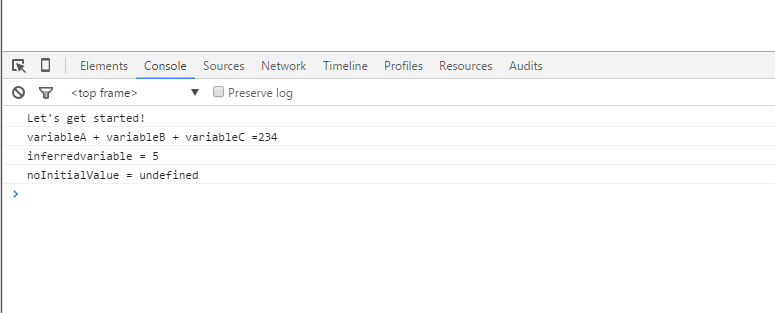 Elements Console Sources Network Timeline Profiles Resources Audits
<top frame> ▼ Preserve log
Let's get started!
variableA + variableB + variableC =234
inferredvariable = 5
noInitialValue = undefined
>